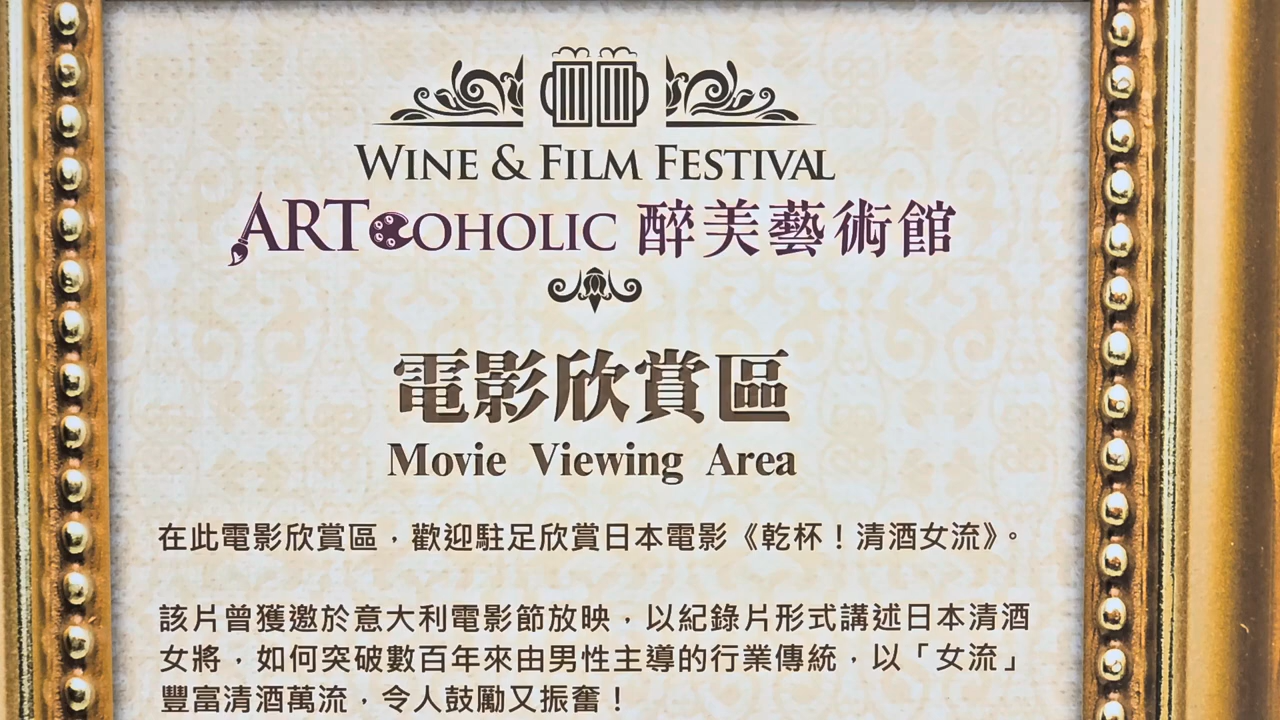 WINE & FILM FESTIVAL
ARTCOHOLIC 醉美藝術館
電影欣賞區
Movie Viewing Area
在此電影欣賞區，歡迎駐足欣賞日本電影《乾杯！清酒女流》。
該片曾獲邀於意大利電影節放映，以紀錄片形式講述日本清酒
女將，如何突破數百年來由男性主導的行業傳統，以「女流」
豐富清酒萬流，令人鼓勵又振奮！